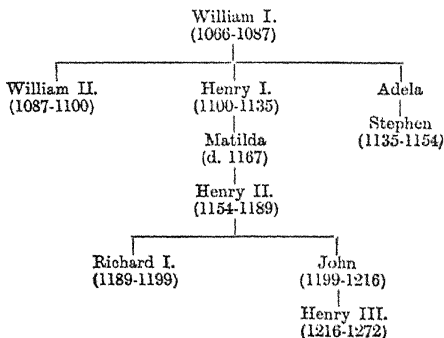 William I.
(1066-1087)
William II. Henry I. Adela
(1087-1100) (1100-1135)
Stephen
(1135-1154)
Matilda
(d. 1167)
Henry II.
(1154-1189)
Richard I. John
(1189-1199) (1199-1216)
Henry III.
(1216-1272)